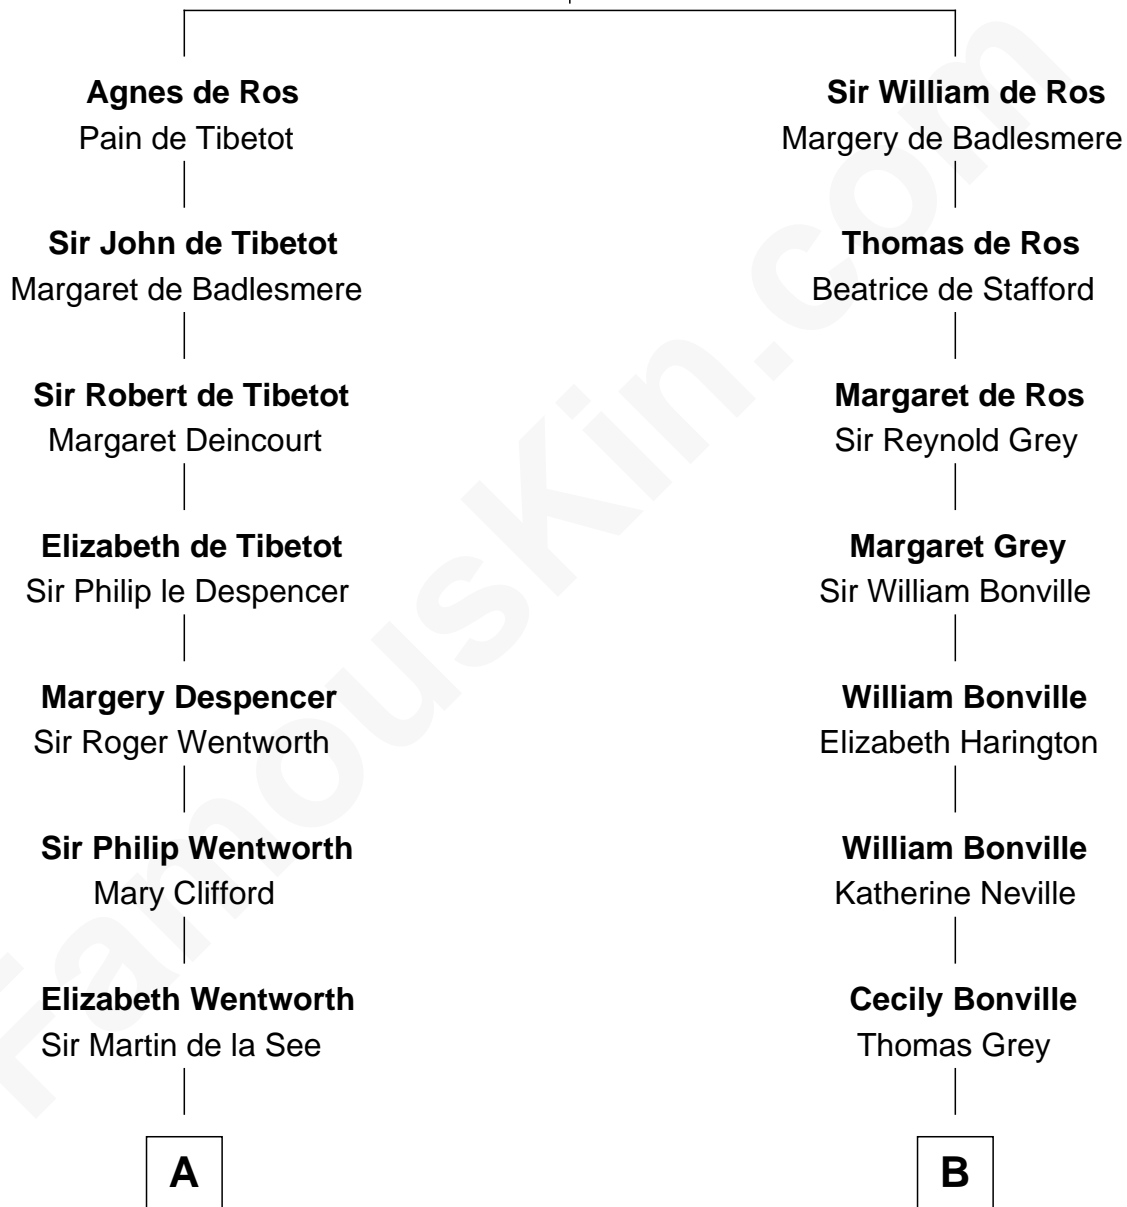 Agnes de Ros
Pain de Tibetot
Sir John de Tibetot
Margaret de Badlesmere
Sir Robert de Tibetot
Margaret Deincourt
Elizabeth de Tibetot
Sir Philip le Despencer
Margery Despencer
Sir Roger Wentworth
Sir Philip Wentworth
Mary Clifford
Elizabeth Wentworth
Sir Martin de la See
A
Sir William de Ros
Margery de Badlesmere
Thomas de Ros
Beatrice de Stafford
Margaret de Ros
Sir Reynold Grey
Margaret Grey
Sir William Bonville
William Bonville
Elizabeth Harington
William Bonville
Katherine Neville
Cecily Bonville
Thomas Grey
B
FamousKin.com